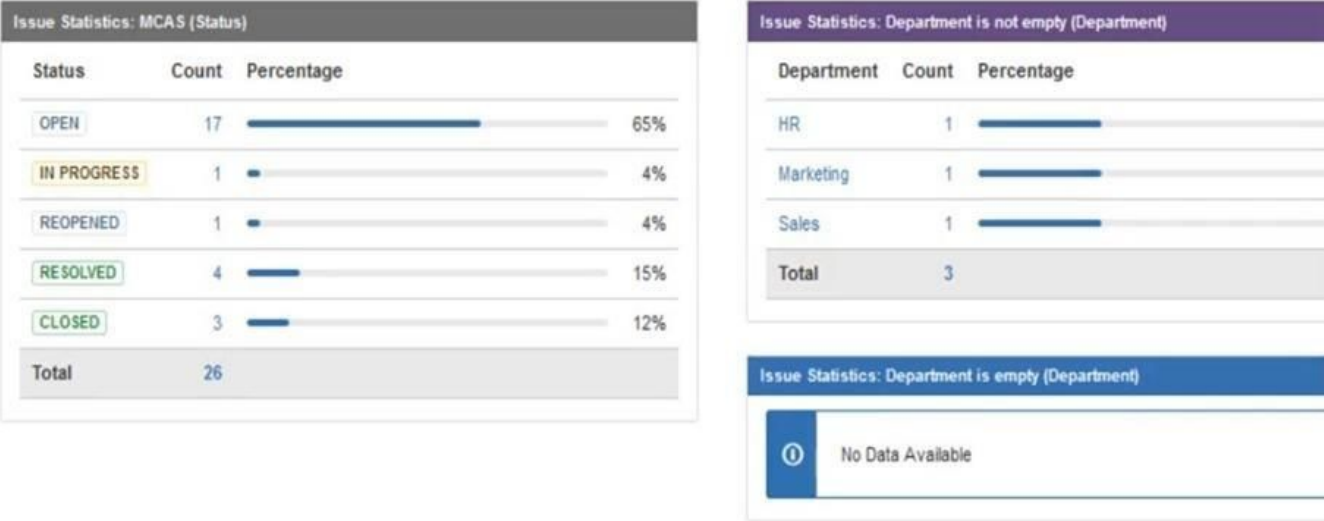 Issue Statistics: MCAS (Status)
Status Count Percentage
OPEN 17 65%
IN PROGRESS 1 4%
REOPENED 1 4%
RESOLVED 4 15%
CLOSED 3 12%
Total 26
Issue Statistics: Department is not empty (Department)
Department Count Percentage
HR 1
Marketing 1
Sales 1
Total 3
Issue Statistics: Department is empty (Department)
No Data Available